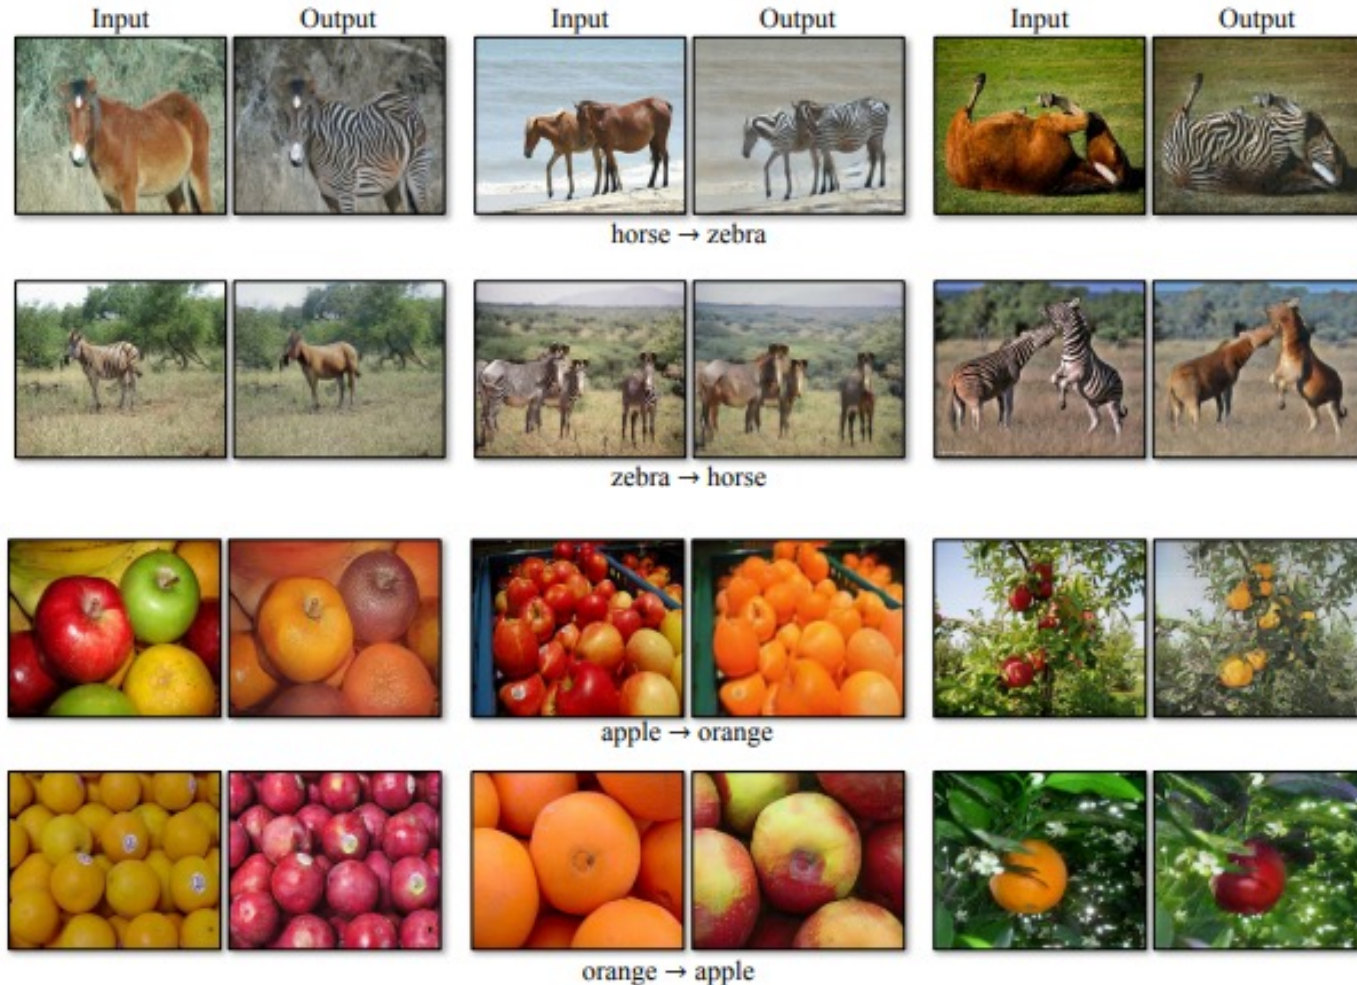 Input Output Input Output Input Output
horse → zebra
zebra → horse
apple → orange
orange → apple